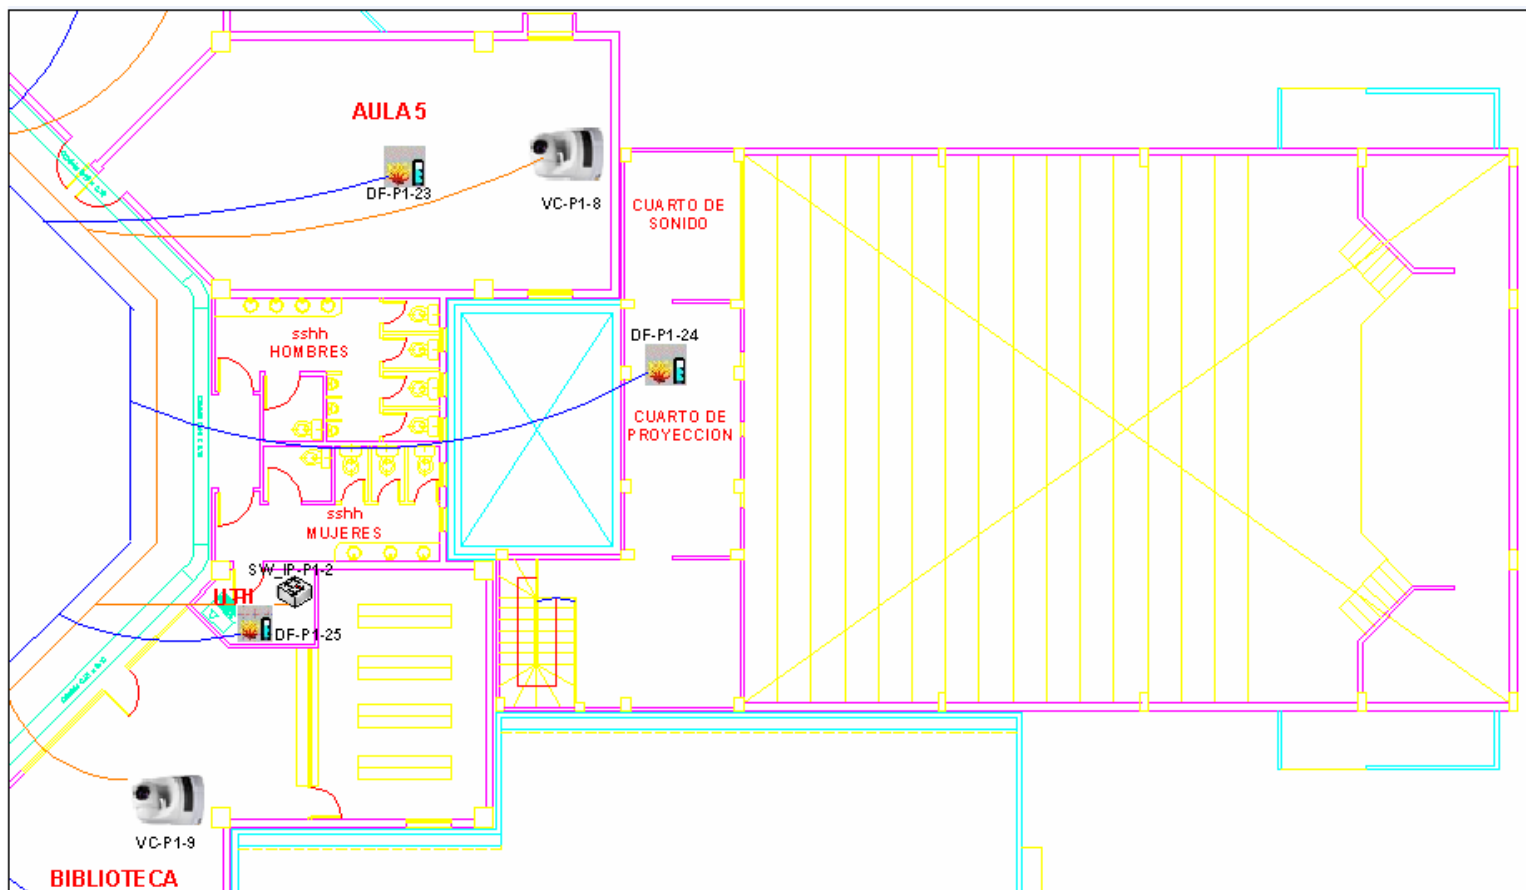 AULA 5
DF-P1-23
VC-P1-8
CUARTO DE
SONIDO
sshh
HOMBRES
DF-P1-24
CUARTO DE
PROYECCION
sshh
MUJERES
SW_IP-P1-2
UTH
DF-P1-25
VC-P1-9
BIBLIOTECA